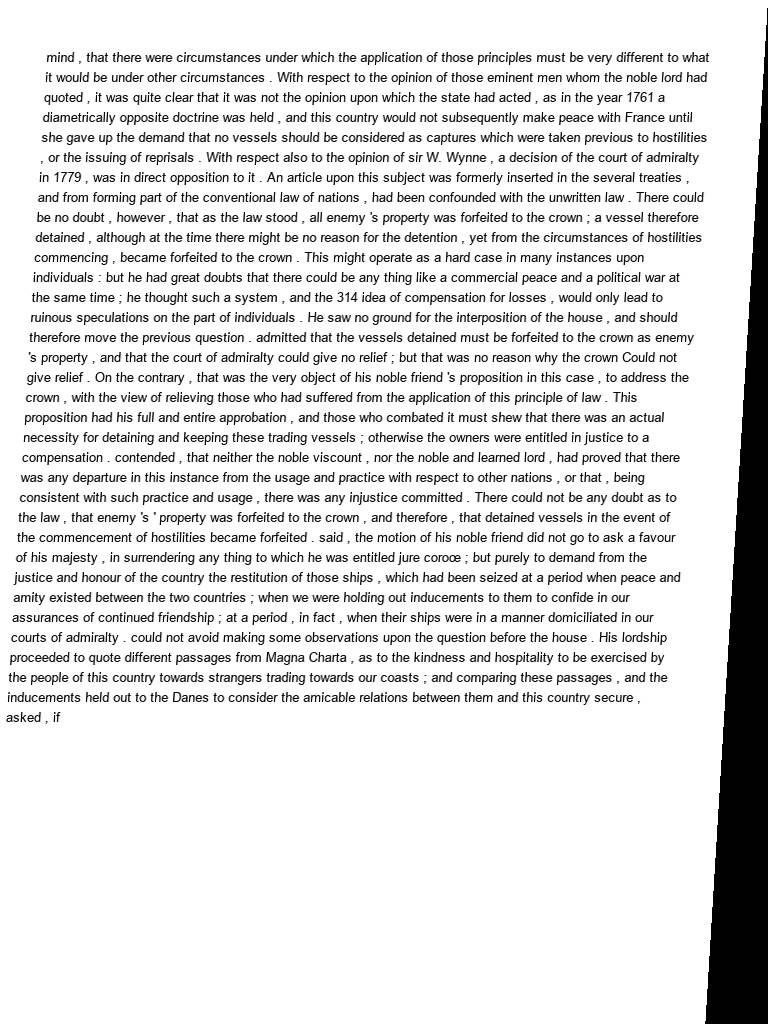 mind , that there were circumstances under which the application of those principles must be very different to what
it would be under other circumstances . With respect to the opinion of those eminent men whom the noble lord had
quoted , it was quite clear that it was not the opinion upon which the state had acted , as in the year 1761 a
diametrically opposite doctrine was held , and this country would not subsequently make peace with France until
she gave up the demand that no vessels should be considered as captures which were taken previous to hostilities
, or the issuing of reprisals . With respect also to the opinion of sir W. Wynne , a decision of the court of admiralty
in 1779 , was in direct opposition to it . An article upon this subject was formerly inserted in the several treaties ,
and from forming part of the conventional law of nations , had been confounded with the unwritten law . There could
be no doubt , however , that as the law stood , all enemy 's property was forfeited to the crown ; a vessel therefore
detained , although at the time there might be no reason for the detention , yet from the circumstances of hostilities
commencing , became forfeited to the crown . This might operate as a hard case in many instances upon
individuals : but he had great doubts that there could be any thing like a commercial peace and a political war at
the same time ; he thought such a system , and the 314 idea of compensation for losses , would only lead to
ruinous speculations on the part of individuals . He saw no ground for the interposition of the house , and should
therefore move the previous question . admitted that the vessels detained must be forfeited to the crown as enemy
's property , and that the court of admiralty could give no relief ; but that was no reason why the crown Could not
give relief . On the contrary , that was the very object of his noble friend 's proposition in this case , to address the
crown , with the view of relieving those who had suffered from the application of this principle of law . This
proposition had his full and entire approbation , and those who combated it must shew that there was an actual
necessity for detaining and keeping these trading vessels ; otherwise the owners were entitled in justice to a
compensation . contended , that neither the noble viscount , nor the noble and learned lord , had proved that there
was any departure in this instance from the usage and practice with respect to other nations , or that , being
consistent with such practice and usage , there was any injustice committed . There could not be any doubt as to
the law , that enemy 's ' property was forfeited to the crown , and therefore , that detained vessels in the event of
the commencement of hostilities became forfeited . said , the motion of his noble friend did not go to ask a favour
of his majesty , in surrendering any thing to which he was entitled jure coroœ ; but purely to demand from the
justice and honour of the country the restitution of those ships , which had been seized at a period when peace and
amity existed between the two countries ; when we were holding out inducements to them to confide in our
assurances of continued friendship ; at a period , in fact , when their ships were in a manner domiciliated in our
courts of admiralty . could not avoid making some observations upon the question before the house . His lordship
proceeded to quote different passages from Magna Charta , as to the kindness and hospitality to be exercised by
the people of this country towards strangers trading towards our coasts ; and comparing these passages , and the
inducements held out to the Danes to consider the amicable relations between them and this country secure ,
asked , if